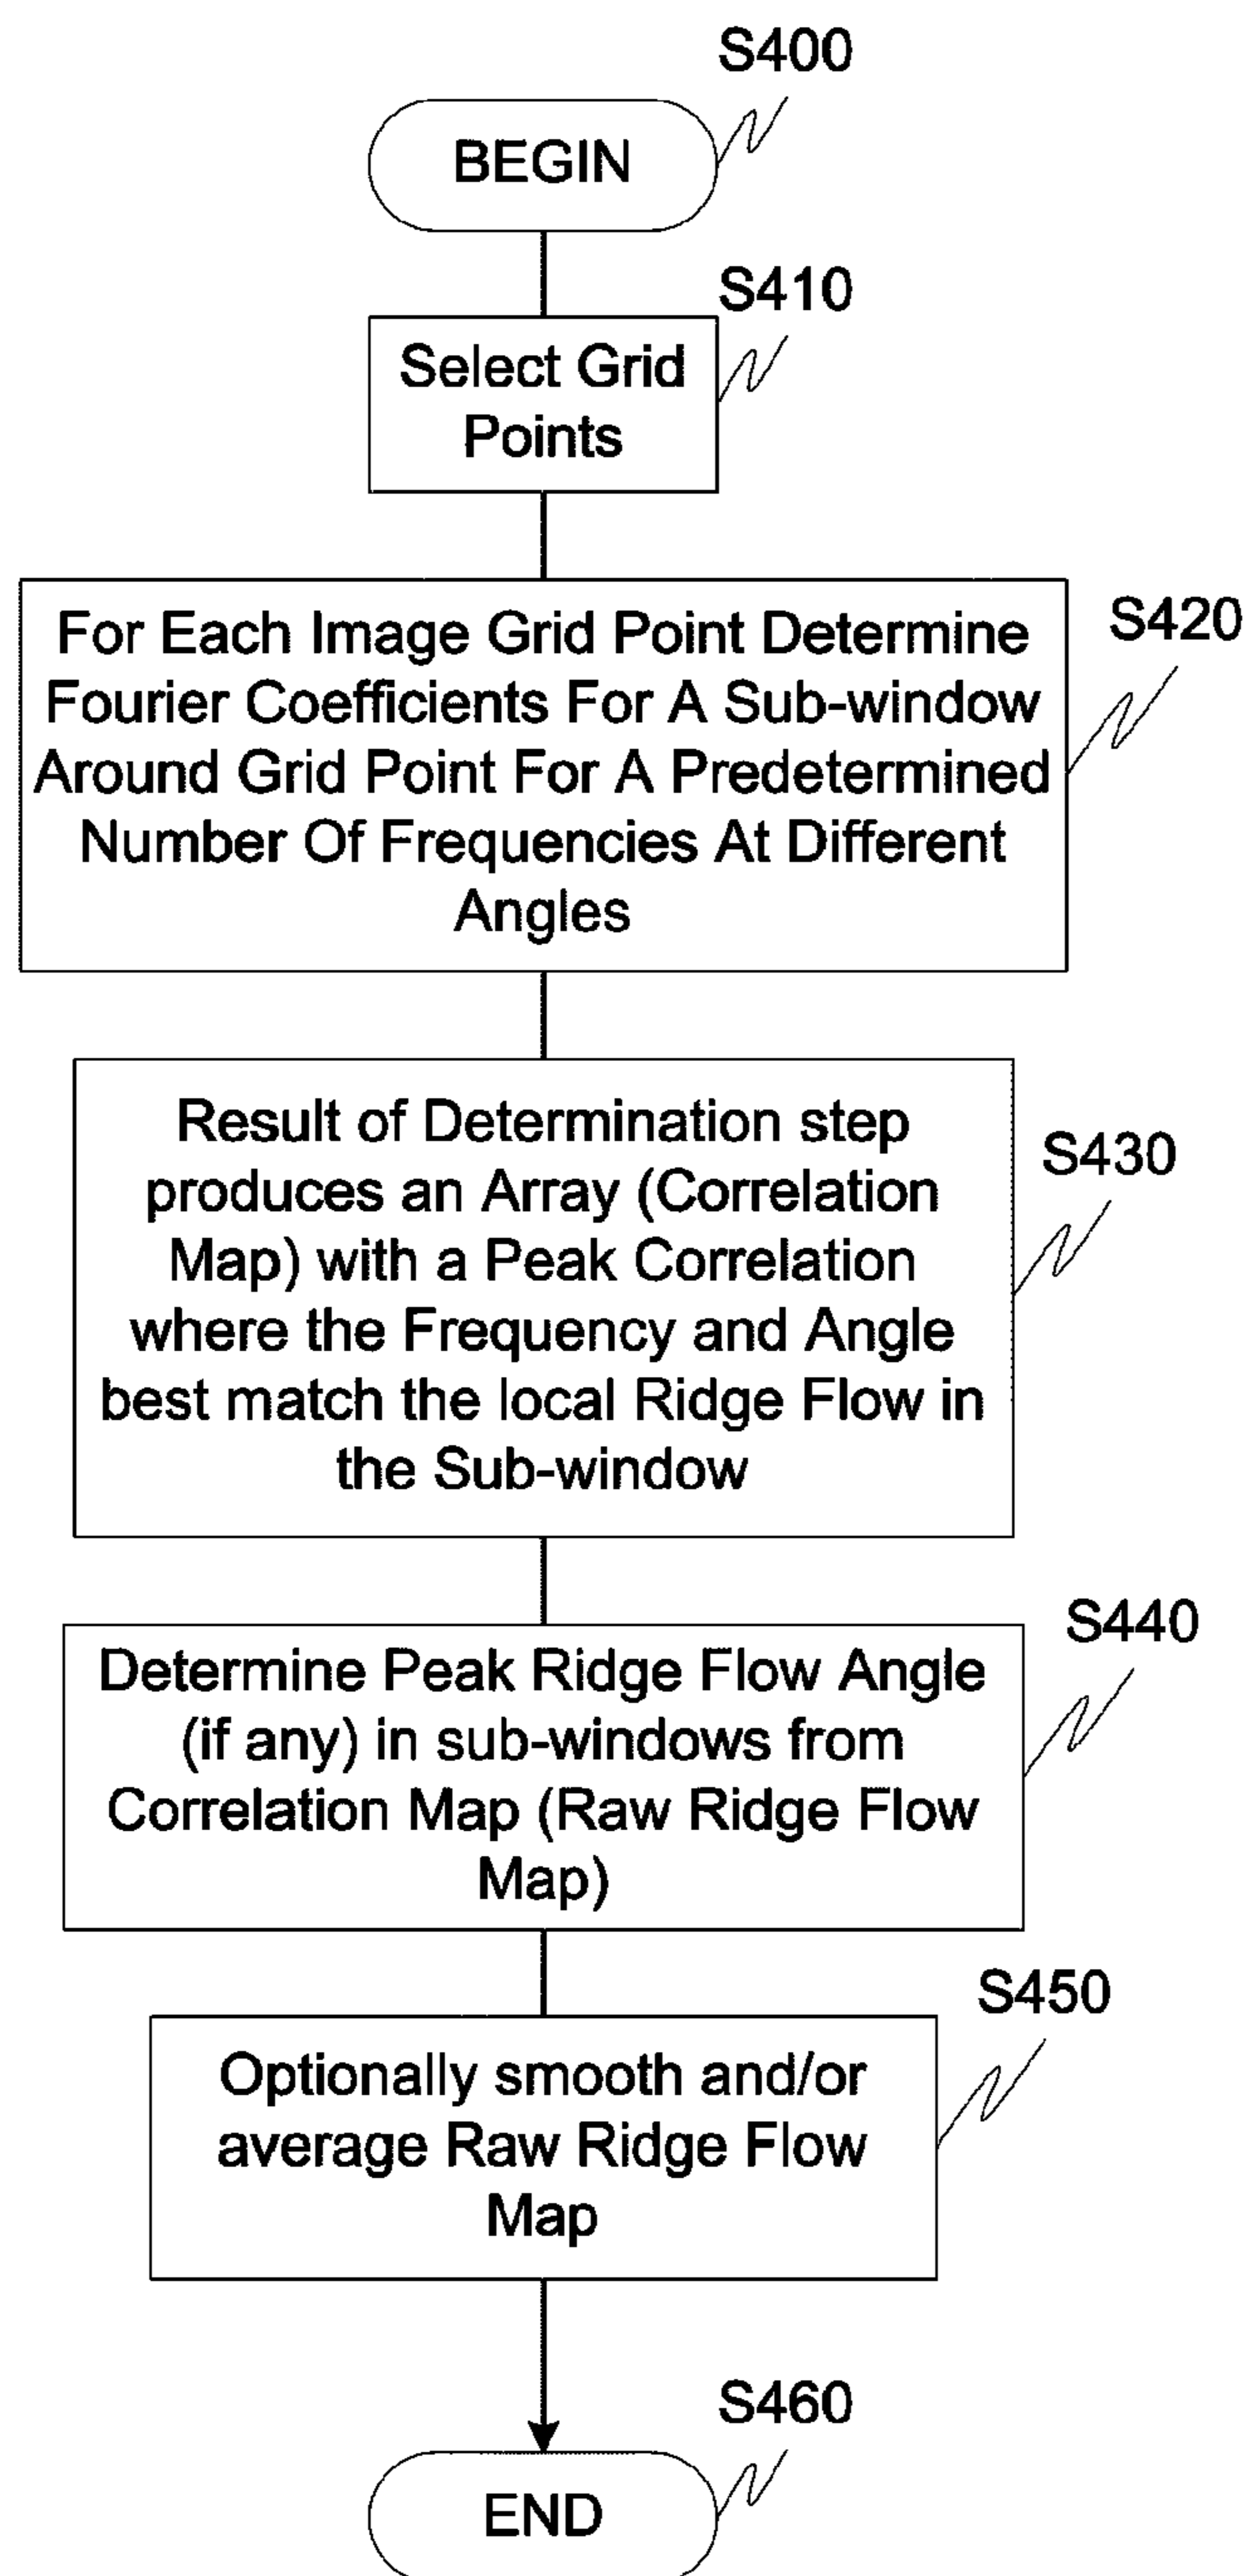 S400
BEGIN
S410
Select Grid
Points
S420
For Each Image Grid Point Determine
Fourier Coefficients For A Sub-window
Around Grid Point For A Predetermined
Number Of Frequencies At Different
Angles
S430
Result of Determination step
produces an Array (Correlation
Map) with a Peak Correlation
where the Frequency and Angle
best match the local Ridge Flow in
the Sub-window
S440
Determine Peak Ridge Flow Angle
(if any) in sub-windows from
Correlation Map (Raw Ridge Flow
Map)
S450
Optionally smooth and/or
average Raw Ridge Flow
Map
S460
END